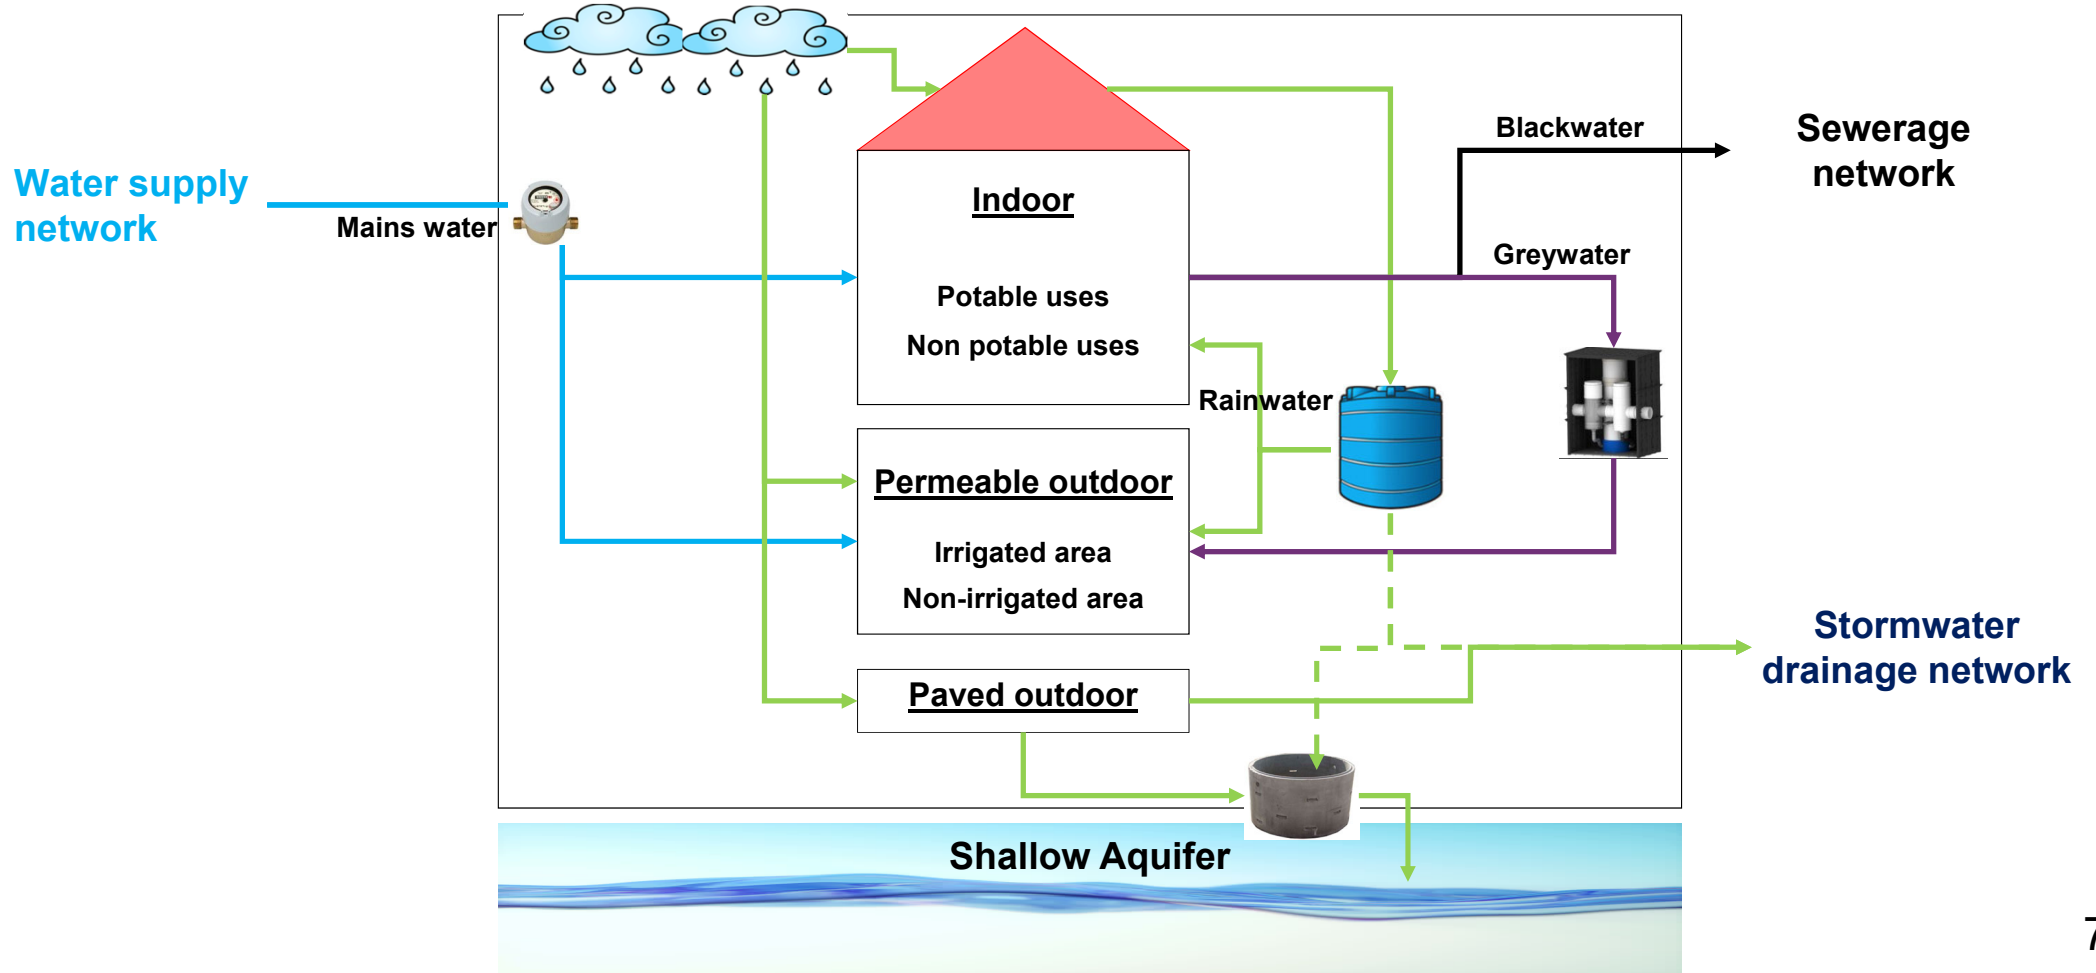 Blackwater
Sewerage
network
Water supply
network
Mains water
Indoor
Greywater
Potable uses
Non potable uses
Rainwater
Permeable outdoor
Irrigated area
Non-irrigated area
Stormwater
drainage network
Paved outdoor
Shallow Aquifer
7